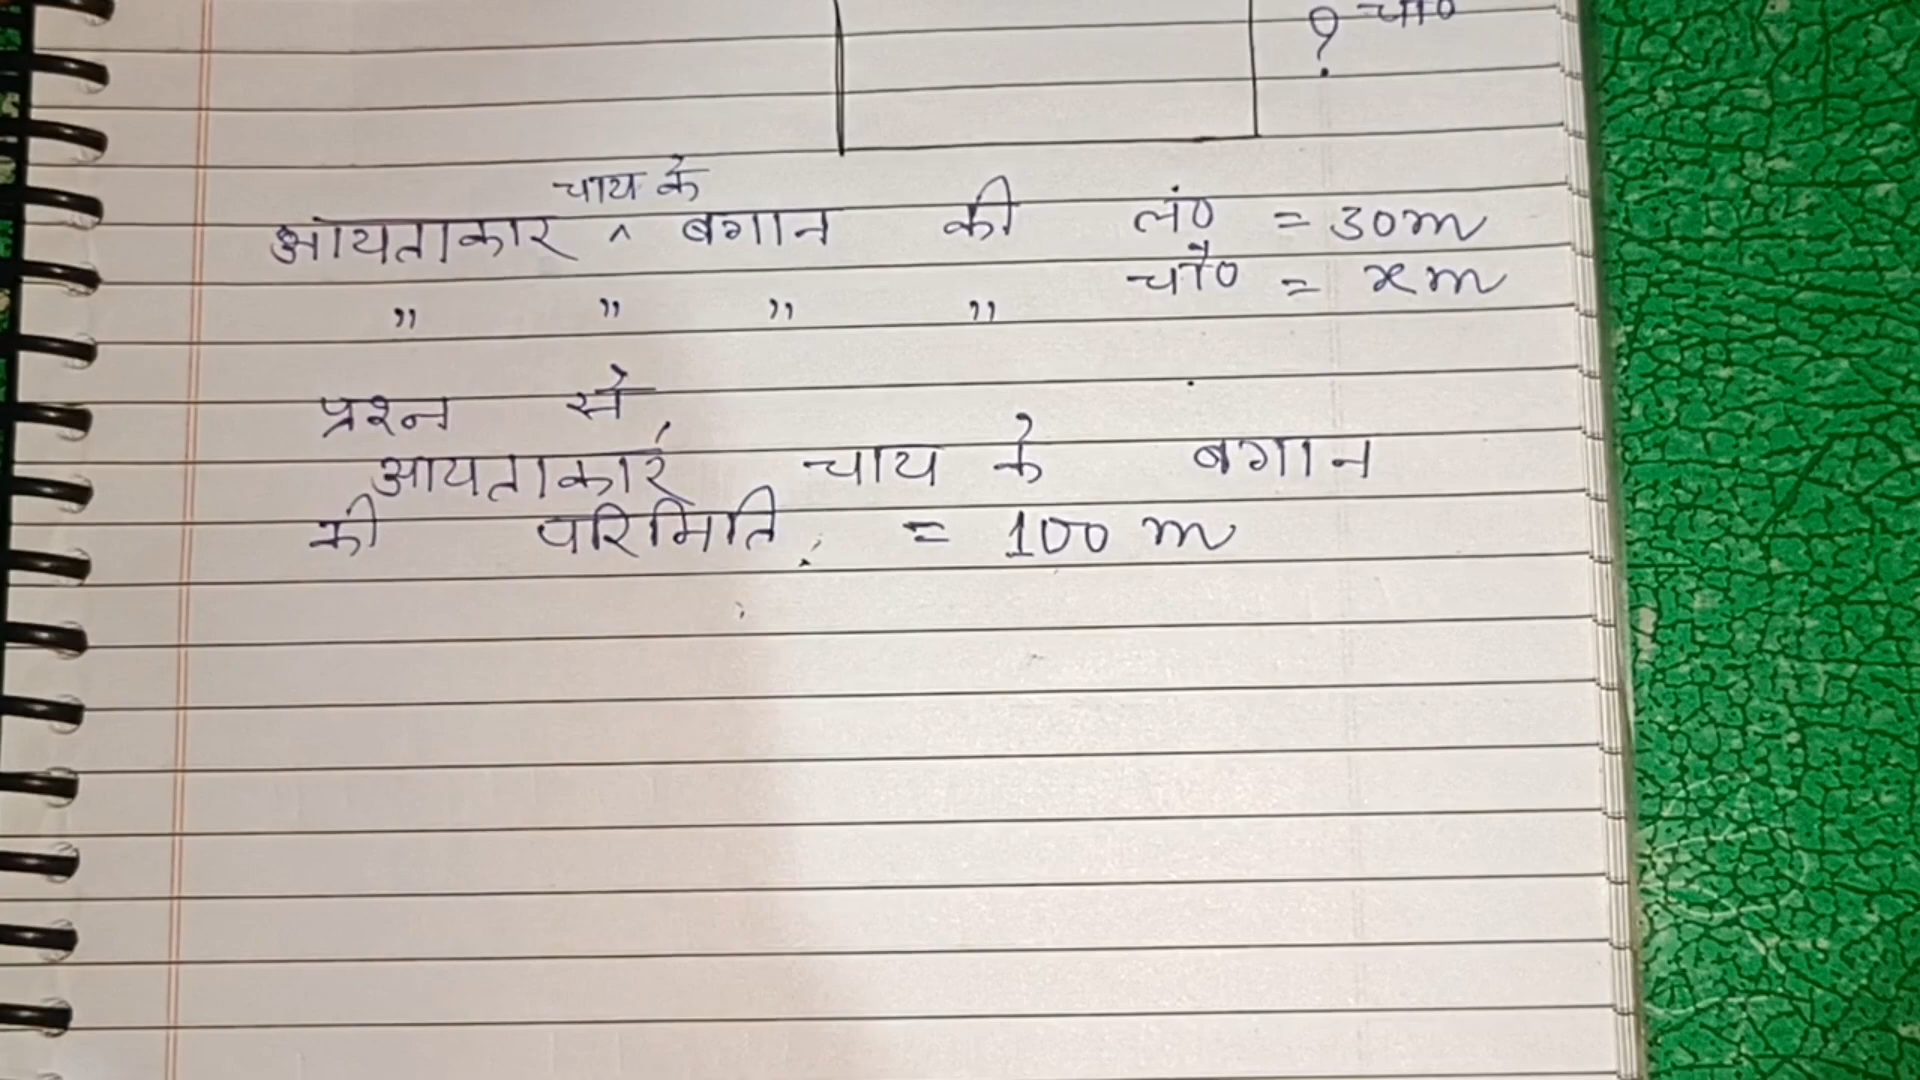 ? चौ०
चाय के
आयताकार ^ बगान की लं० = 30m
" " " " चौ० = xm
प्रश्न से,
आयताकार चाय के बगान
की परिमिति = 100 m